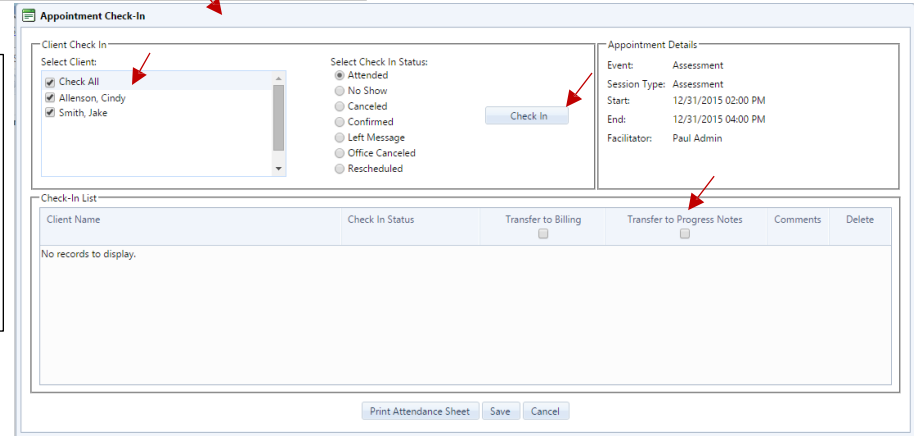 Appointment Check-In
Client Check In
Select Client:
Check All
Allenson, Cindy
Smith, Jake
Select Check In Status:
Attended
No Show
Canceled
Confirmed
Left Message
Office Canceled
Rescheduled
Check In
Appointment Details
Event: Assessment
Session Type: Assessment
Start: 12/31/2015 02:00 PM
End: 12/31/2015 04:00 PM
Facilitator: Paul Admin
Check-In List
Client Name Check In Status Transfer to Billing Transfer to Progress Notes Comments Delete
No records to display.
Print Attendance Sheet Save Cancel